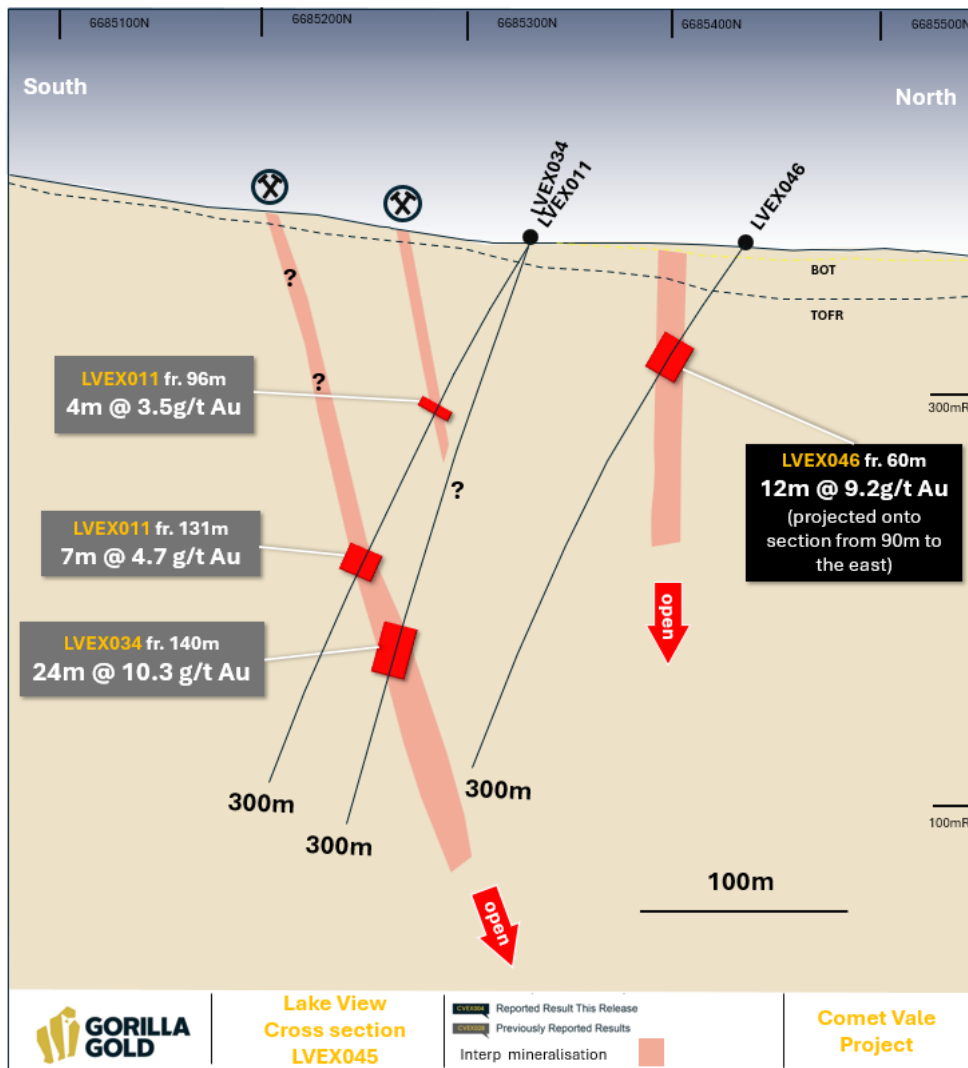 6685100N
6685200N
6685300N
6685400N
6685500N
South
North
LVEX034
LVEX011
LVEX046
BOT
TOFR
?
?
?
LVEX011 fr. 96m
4m @ 3.5g/t Au
300mR
LVEX046 fr. 60m
12m @ 9.2g/t Au
(projected onto
section from 90m to
the east)
LVEX011 fr. 131m
7m @ 4.7 g/t Au
LVEX034 fr. 140m
24m @ 10.3 g/t Au
open
300m
300m
300m
100mR
100m
open
GORILLA
GOLD
Lake View
Cross section
LVEX045
CVEX004 Reported Result This Release
Previously Reported Results
Interp mineralisation
Comet Vale
Project